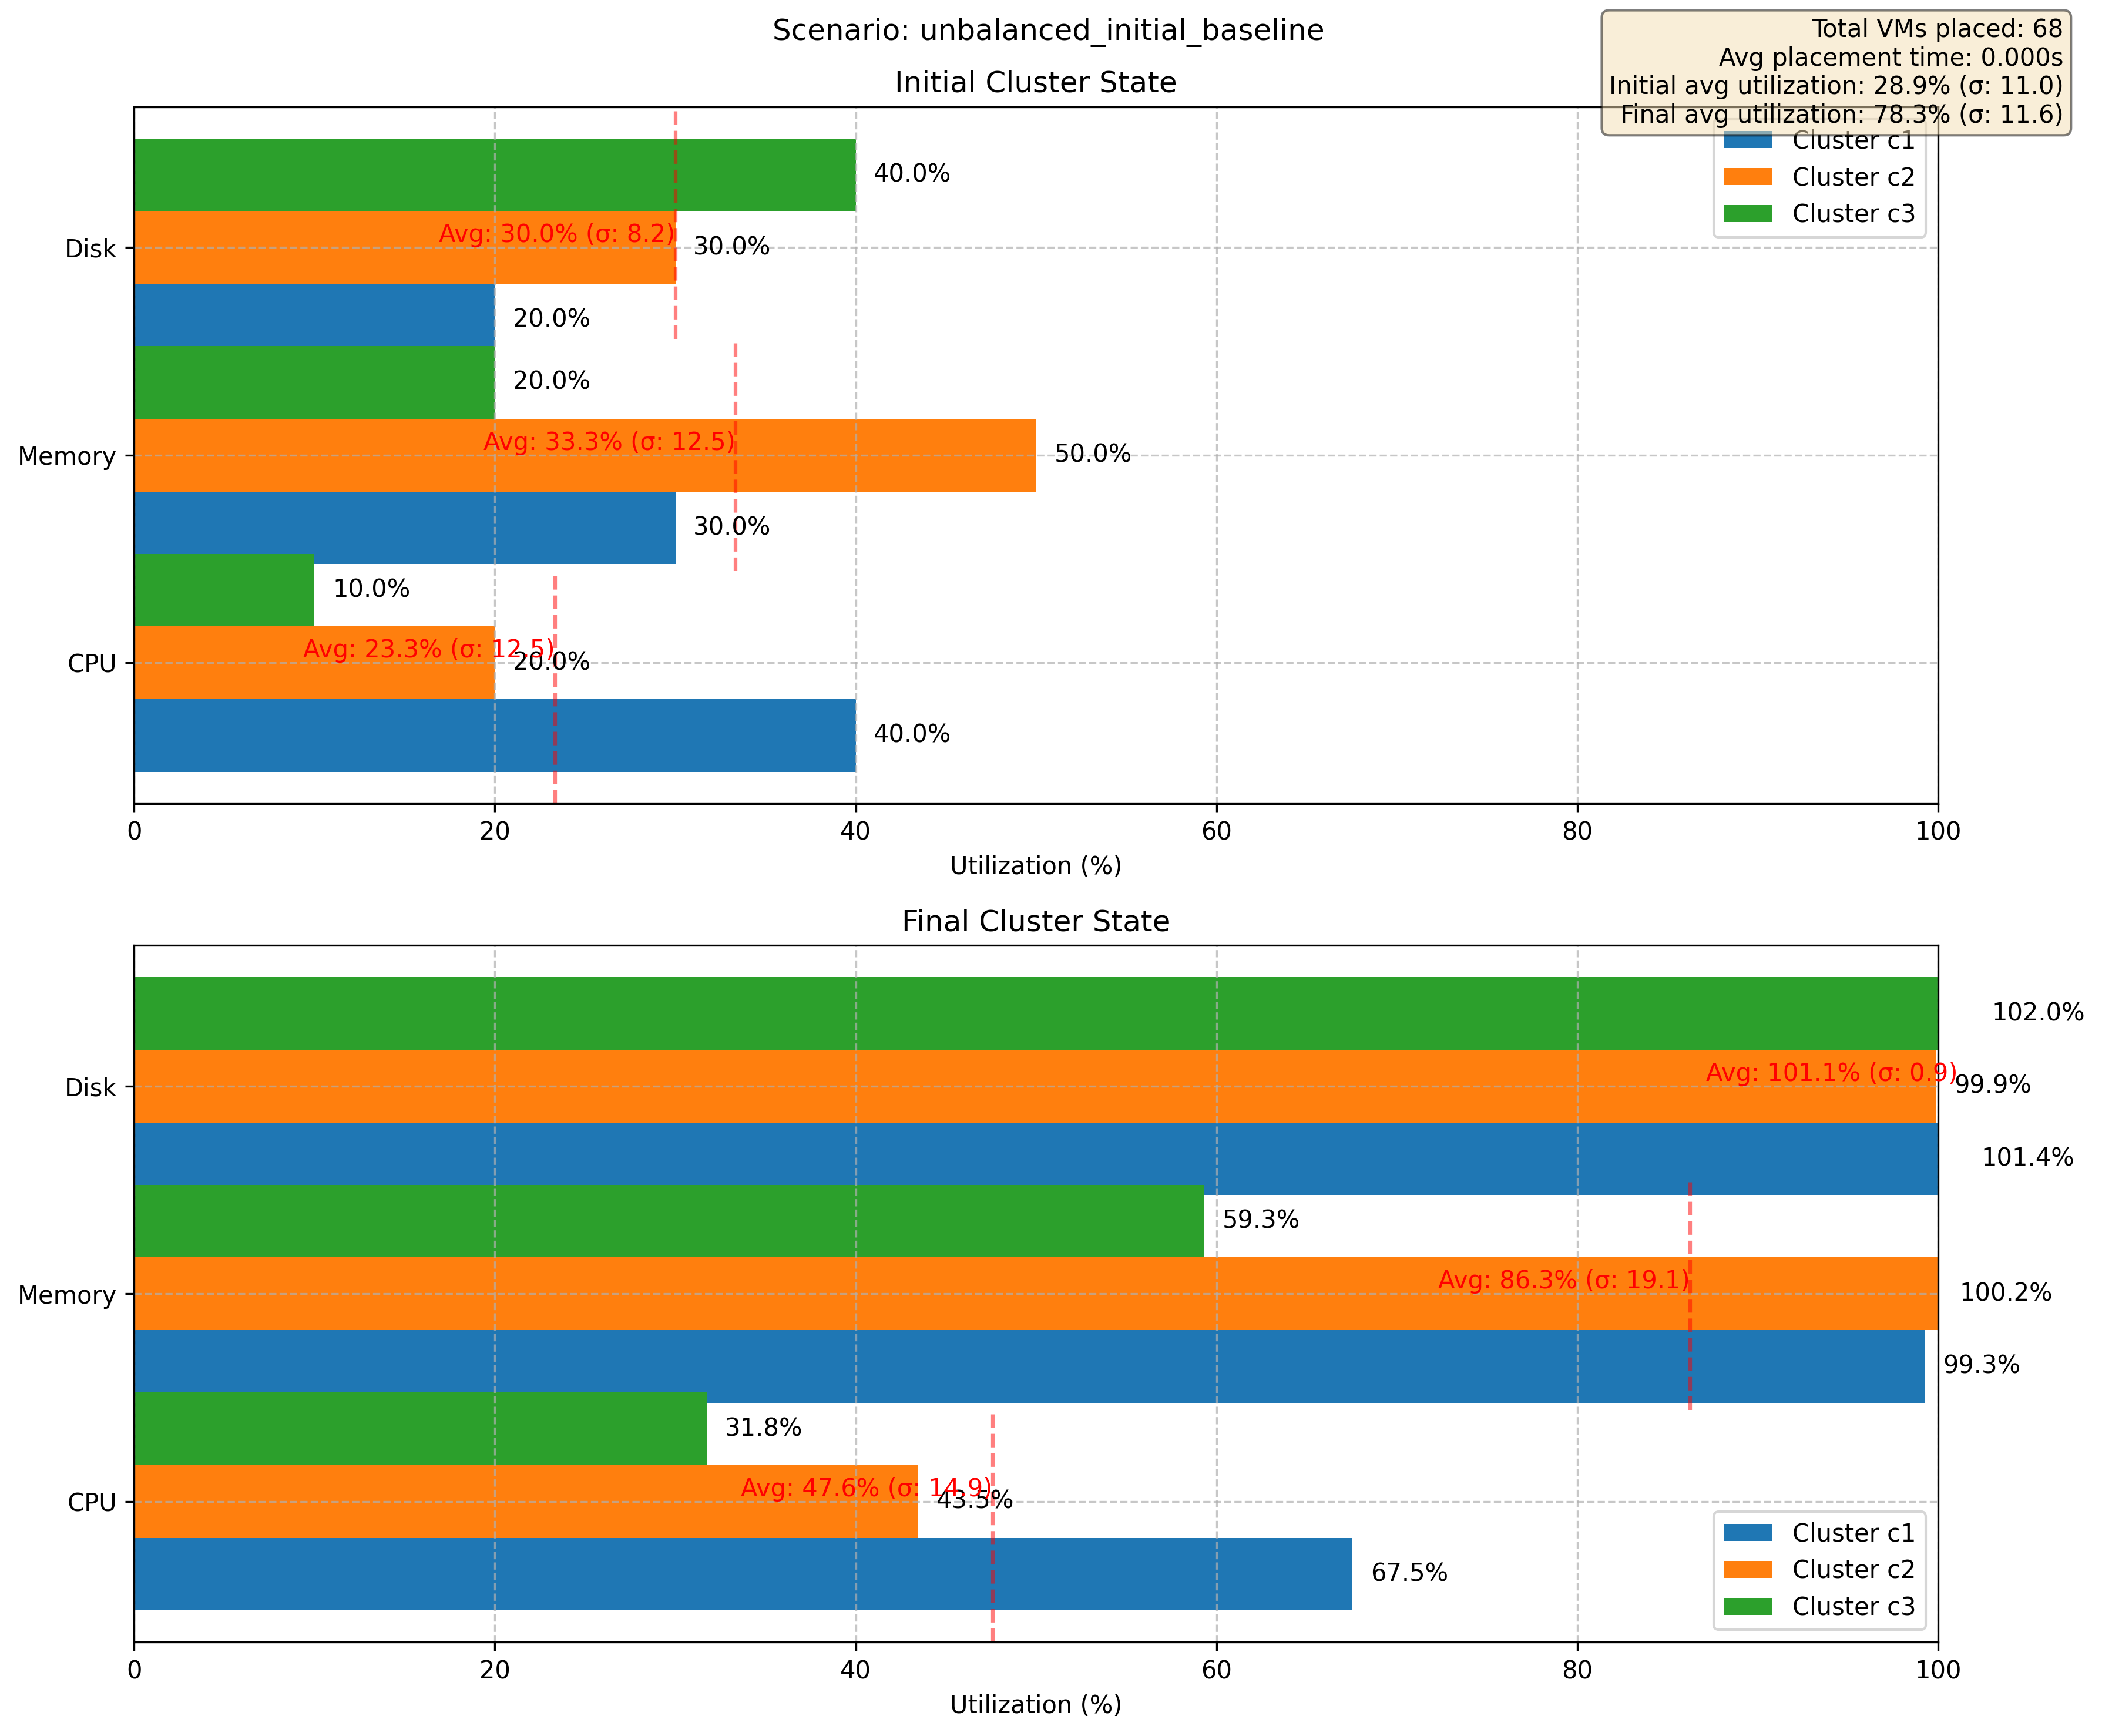 Scenario: unbalanced_initial_baseline
Total VMs placed: 68
Avg placement time: 0.000s
Initial avg utilization: 28.9% (σ: 11.0)
Final avg utilization: 78.3% (σ: 11.6)
Initial Cluster State
Cluster c1
Cluster c2
Cluster c3
40.0%
Disk
Avg: 30.0% (σ: 8.2)
30.0%
20.0%
20.0%
Memory
Avg: 33.3% (σ: 12.5)
50.0%
30.0%
10.0%
CPU
Avg: 23.3% (σ: 12.5)
20.0%
40.0%
0 20 40 60 80 100
Utilization (%)
Final Cluster State
102.0%
Disk
Avg: 101.1% (σ: 0.9)
99.9%
101.4%
59.3%
Memory
Avg: 86.3% (σ: 19.1)
100.2%
99.3%
31.8%
CPU
Avg: 47.6% (σ: 14.9)
43.5%
67.5%
Cluster c1
Cluster c2
Cluster c3
0 20 40 60 80 100
Utilization (%)